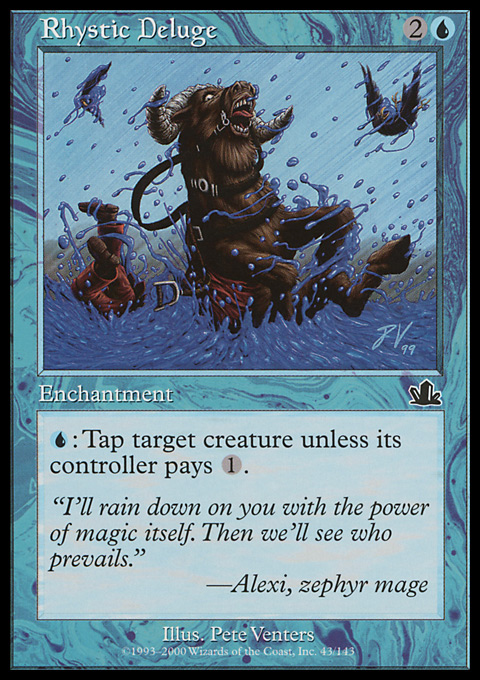 Rhystic Deluge 2
PV 99
Enchantment
: Tap target creature unless its
controller pays 1.
“I’ll rain down on you with the power
of magic itself. Then we’ll see who
prevails.”
—Alexi, zephyr mage
Illus. Pete Venters
©1993–2000 Wizards of the Coast, Inc. 43/143